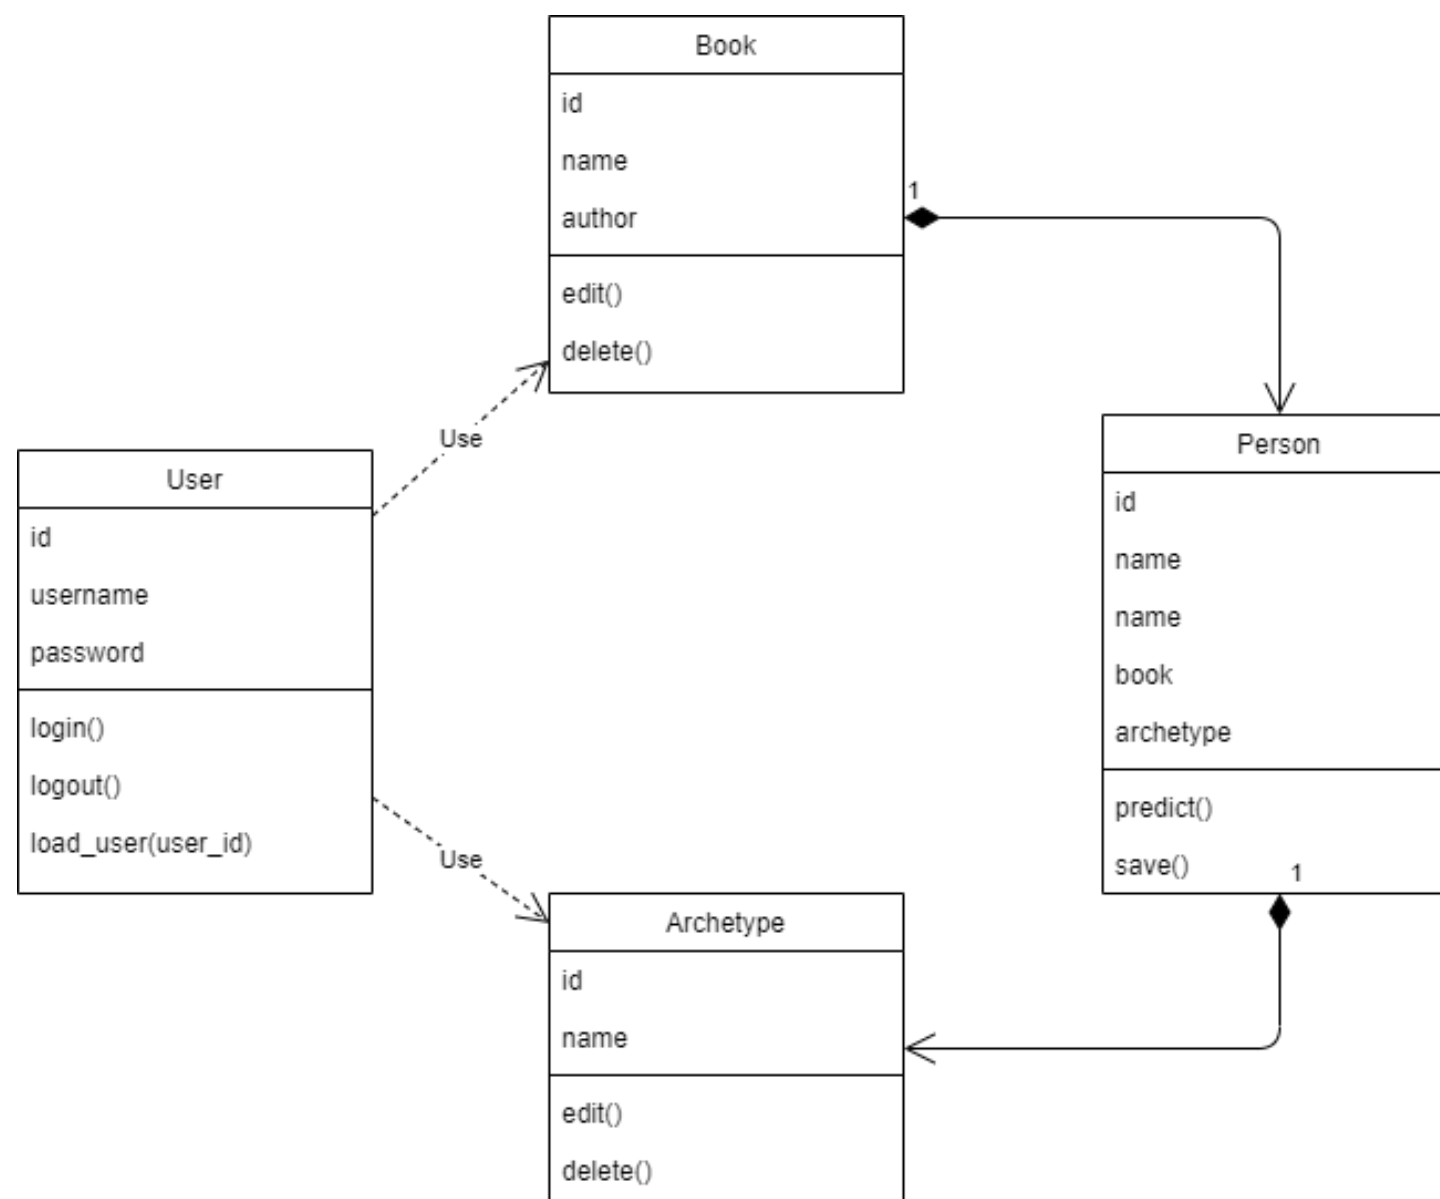 Book
id
name
author
edit()
delete()
1
Use
User
id
username
password
login()
logout()
load_user(user_id)
Use
Person
id
name
name
book
archetype
predict()
save()
1
Archetype
id
name
edit()
delete()